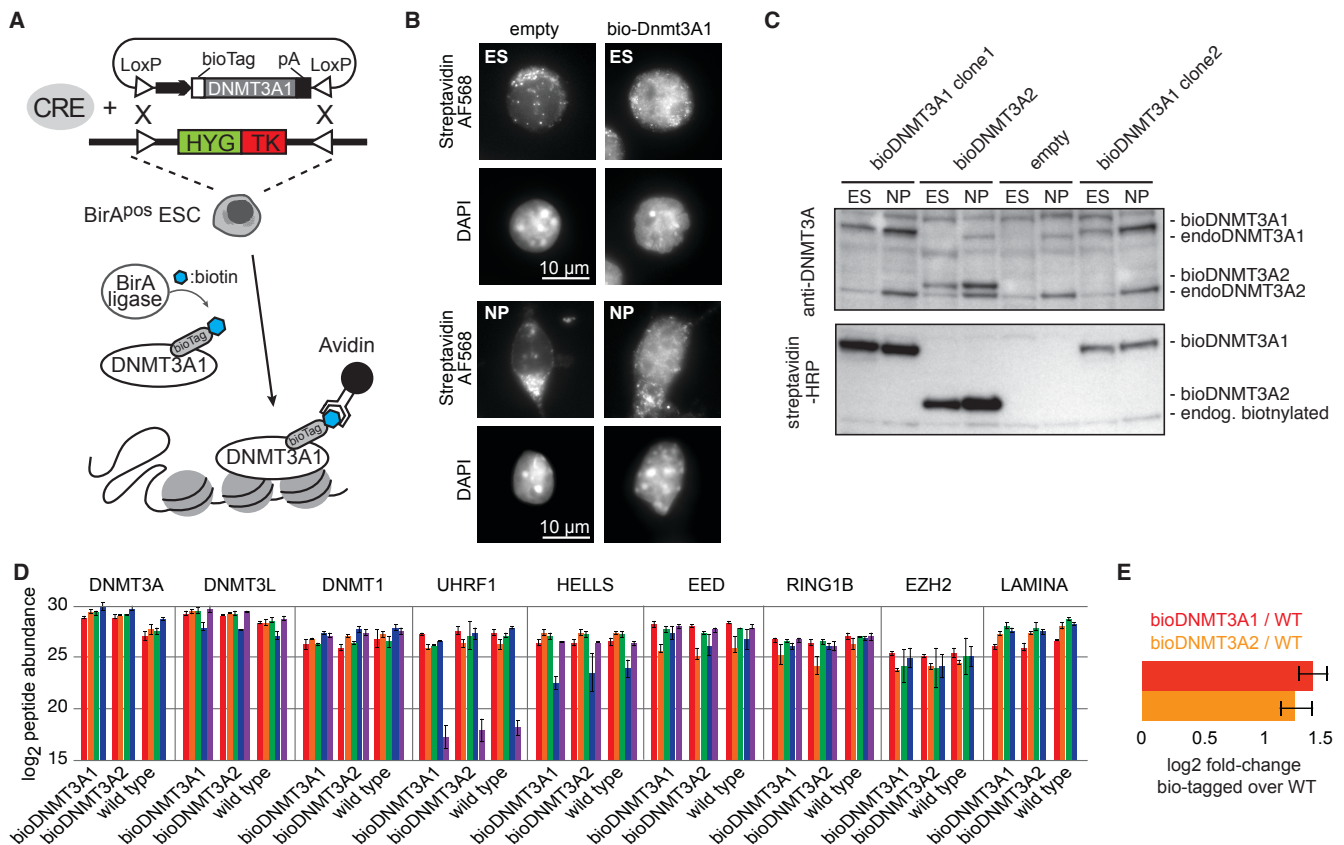 A
LoxP
bioTag
pA
LoxP
DNMT3A1
CRE
+
X
X
HYG
TK
BirApos ESC
BirA
ligase
:biotin
bioTag
DNMT3A1
Avidin
bioTag
DNMT3A1
B
empty
bio-Dnmt3A1
Streptavidin
AF568
ES
DAPI
10 µm
Streptavidin
AF568
NP
DAPI
10 µm
C
bioDNMT3A1 clone1
bioDNMT3A2
empty
bioDNMT3A1 clone2
ES NP ES NP ES NP ES NP
anti-DNMT3A
- bioDNMT3A1
- endoDNMT3A1
- bioDNMT3A2
- endoDNMT3A2
streptavidin
-HRP
- bioDNMT3A1
- bioDNMT3A2
- endog. biotnylated
D
DNMT3A DNMT3L DNMT1 UHRF1 HELLS EED RING1B EZH2 LAMINA
log2 peptide abundance
30
25
20
15
bioDNMT3A1
bioDNMT3A2
wild type
bioDNMT3A1
bioDNMT3A2
wild type
bioDNMT3A1
bioDNMT3A2
wild type
bioDNMT3A1
bioDNMT3A2
wild type
bioDNMT3A1
bioDNMT3A2
wild type
bioDNMT3A1
bioDNMT3A2
wild type
bioDNMT3A1
bioDNMT3A2
wild type
bioDNMT3A1
bioDNMT3A2
wild type
bioDNMT3A1
bioDNMT3A2
wild type
E
bioDNMT3A1 / WT
bioDNMT3A2 / WT
0 0.5 1 1.5
log2 fold-change
bio-tagged over WT